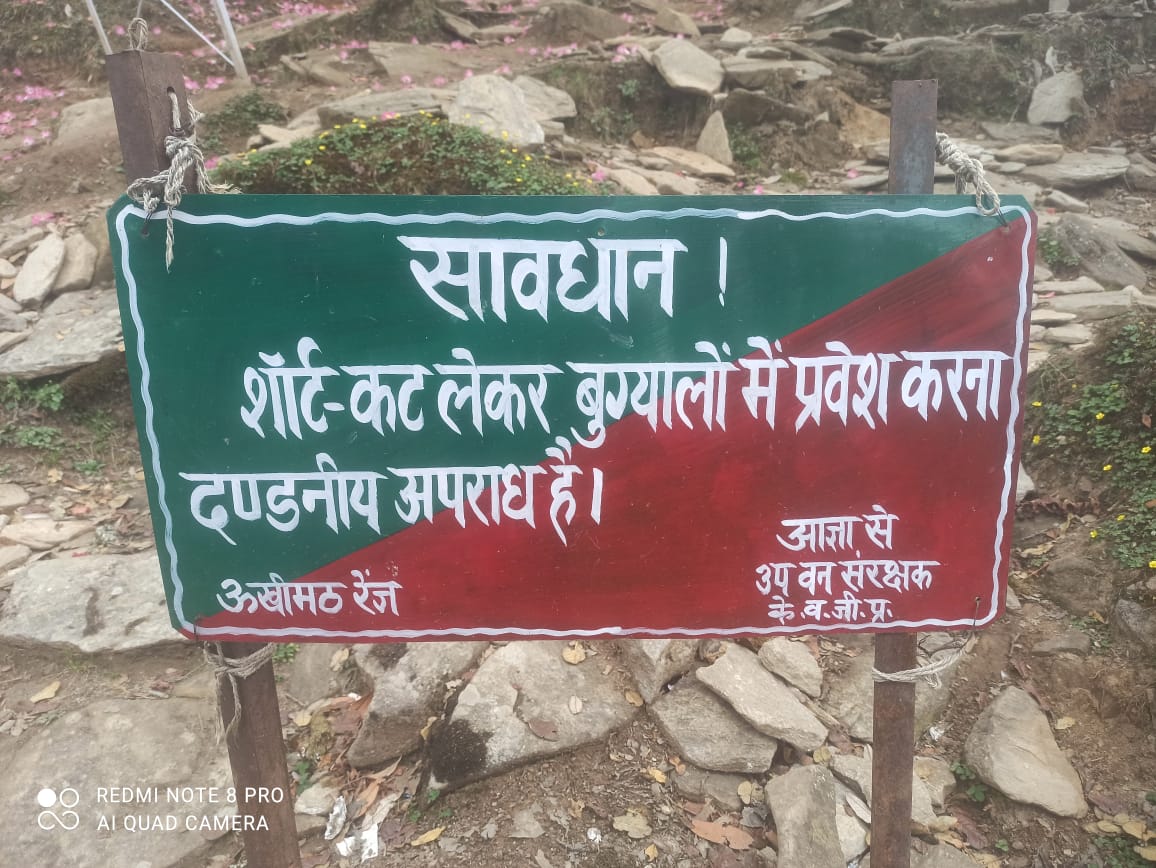 सावधान !
शॉर्ट-कट लेकर बुग्यालों में प्रवेश करना
दण्डनीय अपराध है।
ऊखीमठ रेंज
आज्ञा से
उप वन संरक्षक
के.व.जी.प्र.
REDMI NOTE 8 PRO
AI QUAD CAMERA